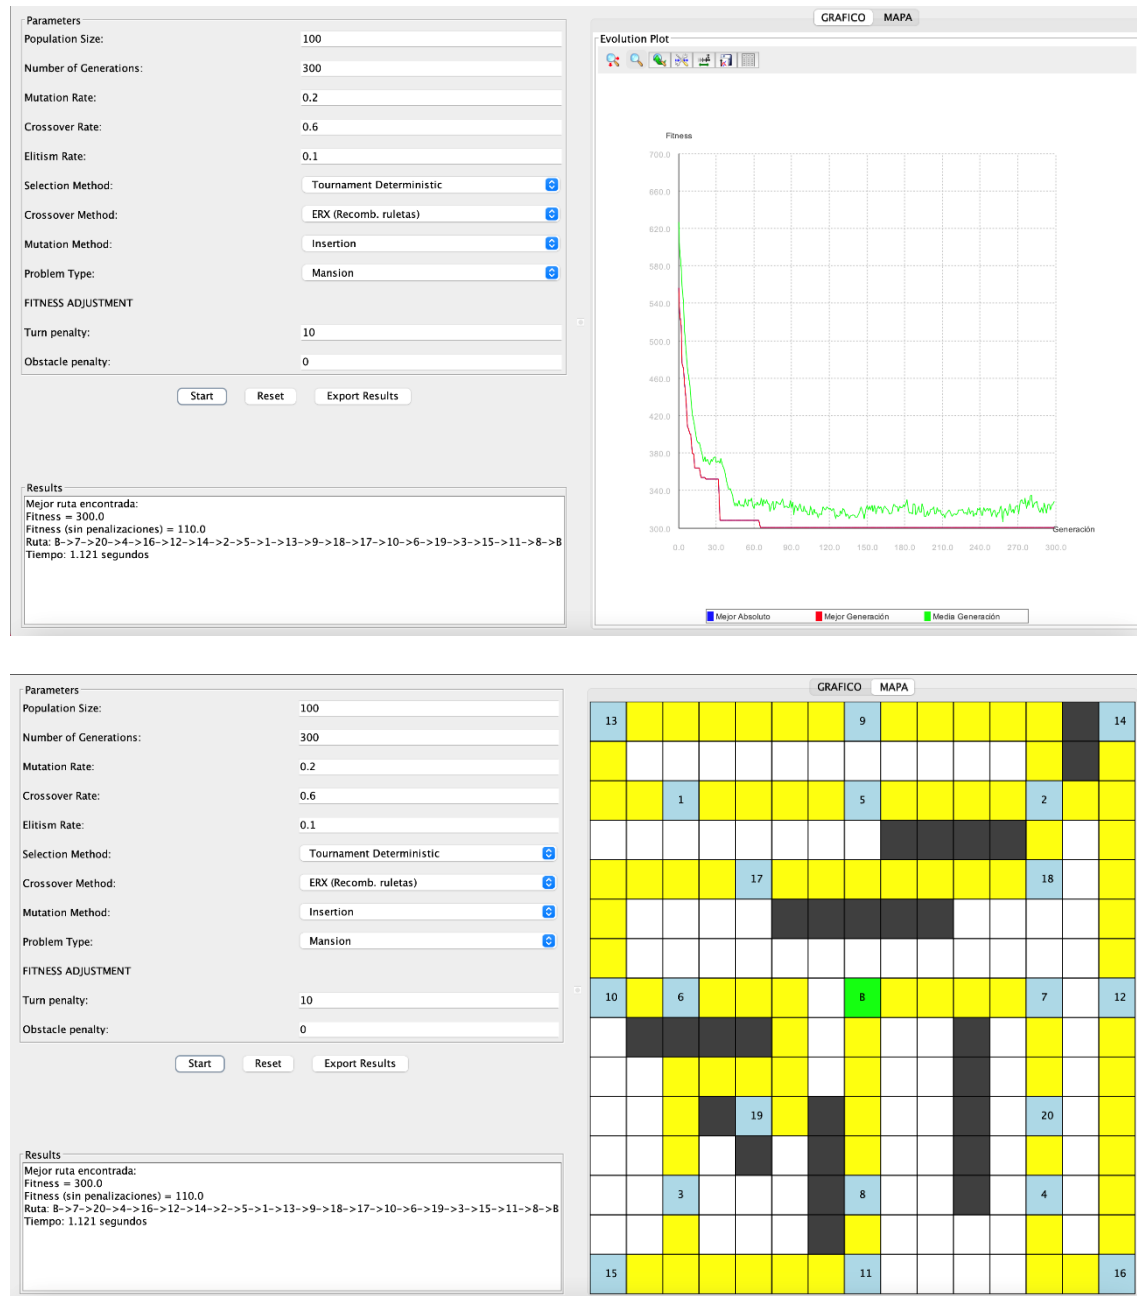 Parameters
Population Size: 100
Number of Generations: 300
Mutation Rate: 0.2
Crossover Rate: 0.6
Elitism Rate: 0.1
Selection Method: Tournament Deterministic
Crossover Method: ERX (Recomb. ruletas)
Mutation Method: Insertion
Problem Type: Mansion
FITNESS ADJUSTMENT
Turn penalty: 10
Obstacle penalty: 0
Start Reset Export Results
Results
Mejor ruta encontrada:
Fitness = 300.0
Fitness (sin penalizaciones) = 110.0
Ruta: B->7->20->4->16->12->14->2->5->1->13->9->18->17->10->6->19->3->15->11->8->B
Tiempo: 1.121 segundos
GRAFICO MAPA
Evolution Plot
Fitness
700.0
660.0
620.0
580.0
540.0
500.0
460.0
420.0
380.0
340.0
300.0
Generación
0.0 30.0 60.0 90.0 120.0 150.0 180.0 210.0 240.0 270.0 300.0
Mejor Absoluto Mejor Generación Media Generación
Parameters
Population Size: 100
Number of Generations: 300
Mutation Rate: 0.2
Crossover Rate: 0.6
Elitism Rate: 0.1
Selection Method: Tournament Deterministic
Crossover Method: ERX (Recomb. ruletas)
Mutation Method: Insertion
Problem Type: Mansion
FITNESS ADJUSTMENT
Turn penalty: 10
Obstacle penalty: 0
Start Reset Export Results
Results
Mejor ruta encontrada:
Fitness = 300.0
Fitness (sin penalizaciones) = 110.0
Ruta: B->7->20->4->16->12->14->2->5->1->13->9->18->17->10->6->19->3->15->11->8->B
Tiempo: 1.121 segundos
GRAFICO MAPA
13 9 14
1 5 2
17 18
10 6 B 7 12
19 20
3 8 4
15 11 16